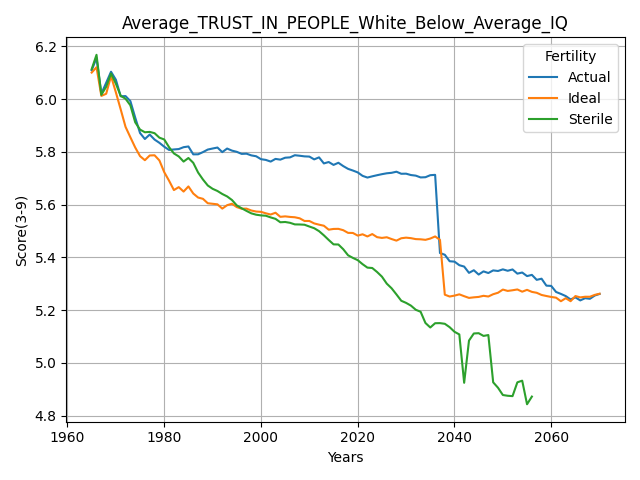 Average_TRUST_IN_PEOPLE_White_Below_Average_IQ
Fertility
Actual
Ideal
Sterile
Score(3-9)
6.2
6.0
5.8
5.6
5.4
5.2
5.0
4.8
1960
1980
2000
2020
2040
2060
Years